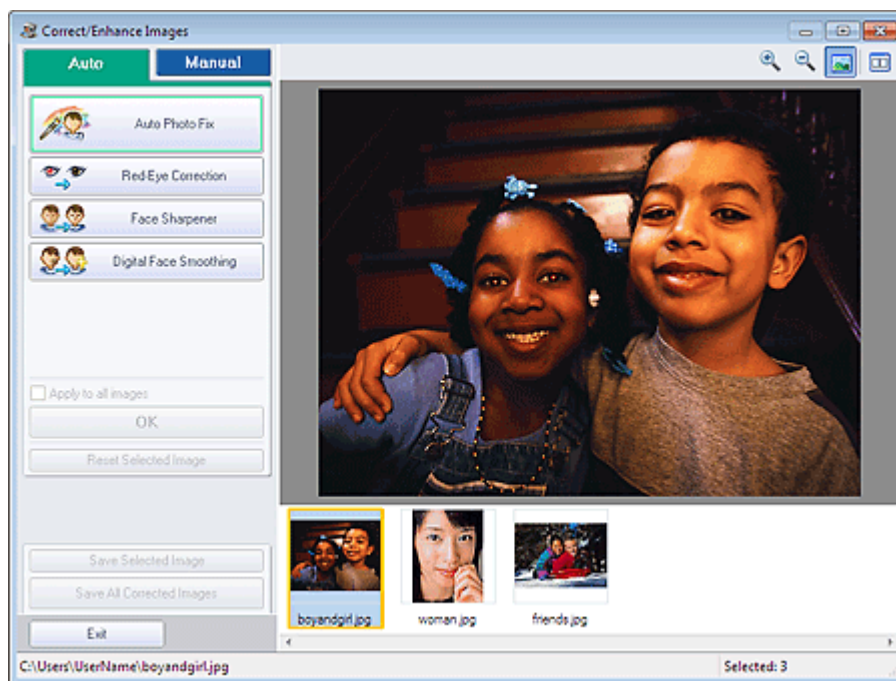 Correct/Enhance Images
Auto
Manual
Auto Photo Fix
Red-Eye Correction
Face Sharpener
Digital Face Smoothing
Apply to all images
OK
Reset Selected Image
Save Selected Image
Save All Corrected Images
Exit
boyandgirl.jpg
woman.jpg
friends.jpg
C:\Users\UserName\boyandgirl.jpg
Selected: 3